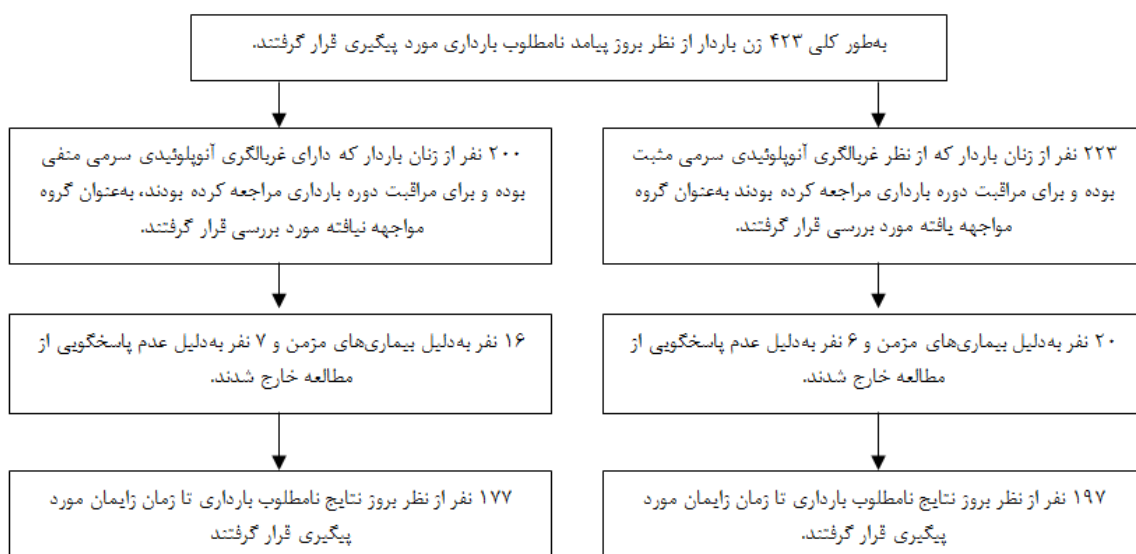 به‌طور کلی ۴۲۳ زن باردار از نظر بروز پیامد نامطلوب بارداری مورد پیگیری قرار گرفتند.
۲۲۳ نفر از زنان باردار که از نظر غربالگری آنوپلوئیدی سرمی مثبت
بوده و برای مراقبت دوره بارداری مراجعه کرده بودند به‌عنوان گروه
مواجهه یافته مورد بررسی قرار گرفتند.
۲۰۰ نفر از زنان باردار که دارای غربالگری آنوپلوئیدی سرمی منفی
بوده و برای مراقبت دوره بارداری مراجعه کرده بودند، به‌عنوان گروه
مواجهه نیافته مورد بررسی قرار گرفتند.
۲۰ نفر به‌دلیل بیماری‌های مزمن و ۶ نفر به‌دلیل عدم پاسخگویی از
مطالعه خارج شدند.
۱۶ نفر به‌دلیل بیماری‌های مزمن و ۷ نفر به‌دلیل عدم پاسخگویی از
مطالعه خارج شدند.
۱۹۷ نفر از نظر بروز نتایج نامطلوب بارداری تا زمان زایمان مورد
پیگیری قرار گرفتند.
۱۷۷ نفر از نظر بروز نتایج نامطلوب بارداری تا زمان زایمان مورد
پیگیری قرار گرفتند